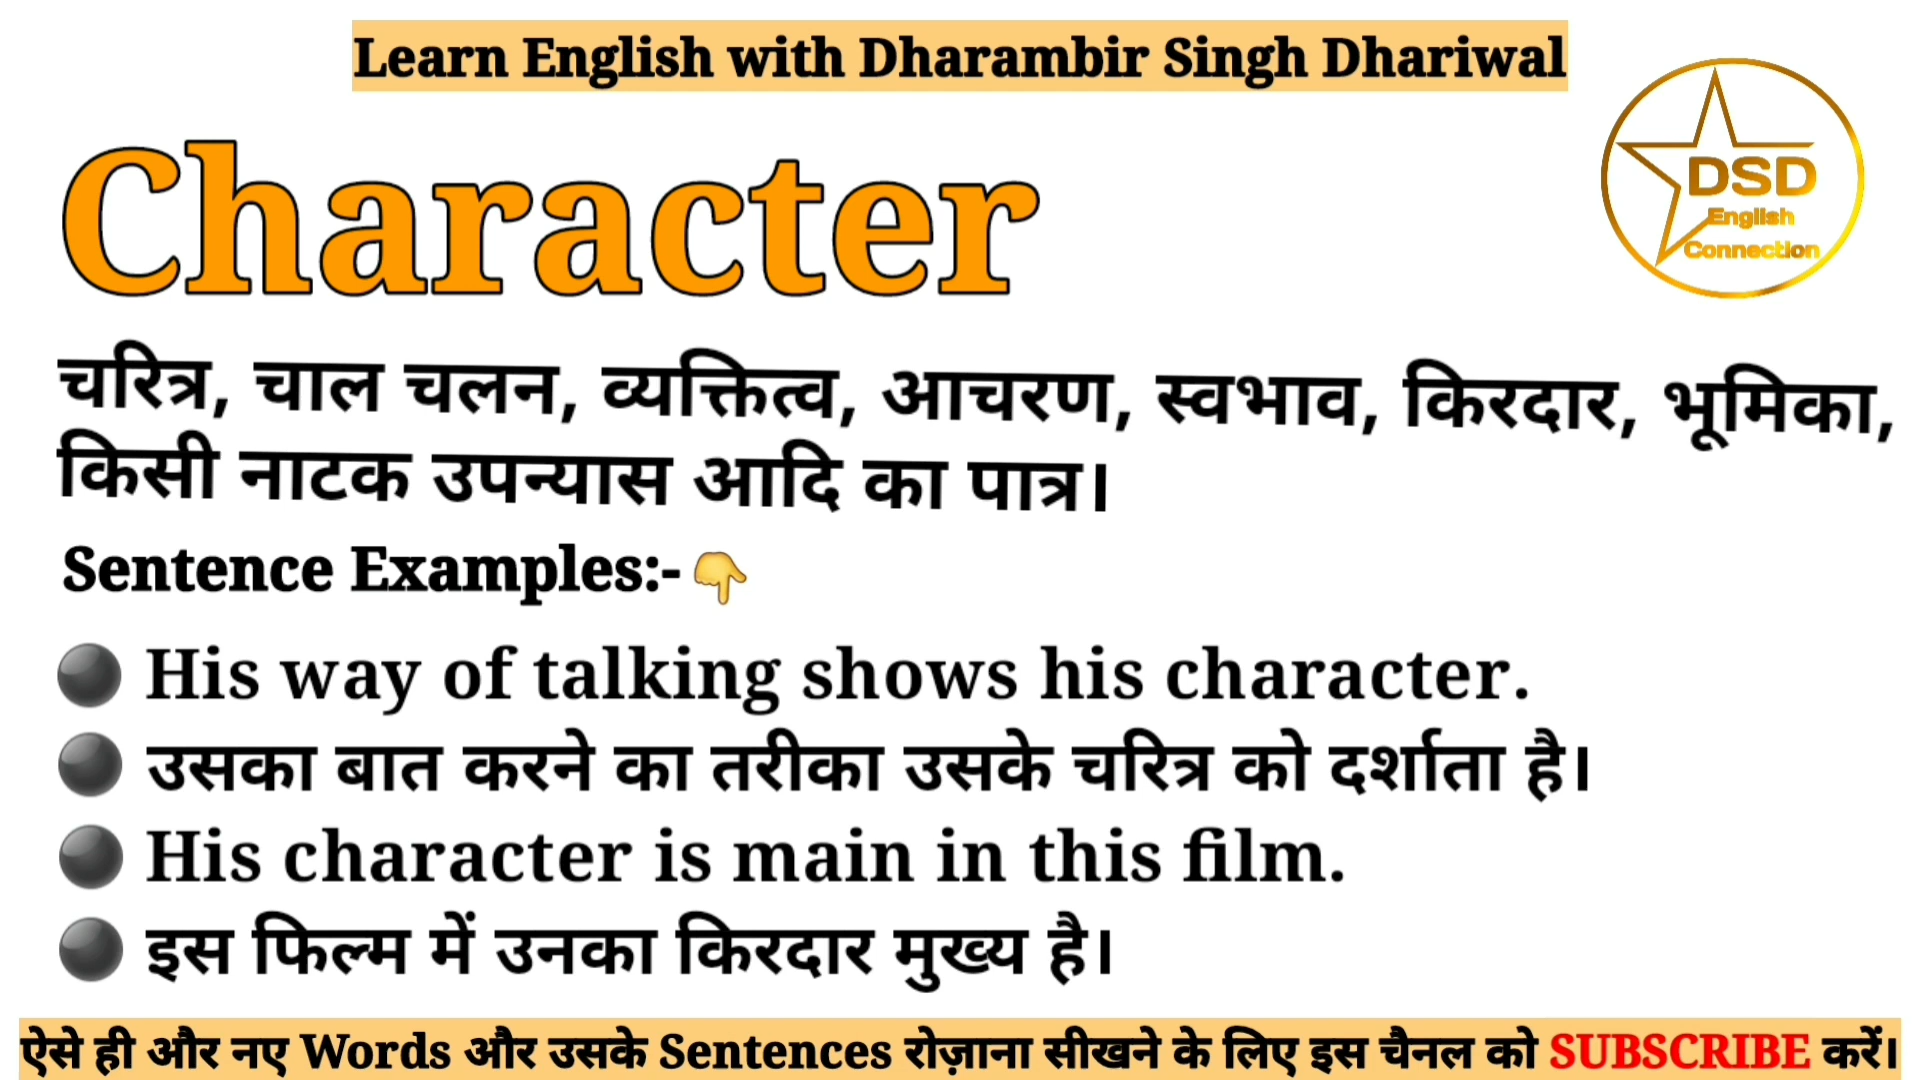 Learn English with Dharambir Singh Dhariwal
DSD
English
Connection
Character
चरित्र, चाल चलन, व्यक्तित्व, आचरण, स्वभाव, किरदार, भूमिका,
किसी नाटक उपन्यास आदि का पात्र।
Sentence Examples:- 👇
⚫ His way of talking shows his character.
⚫ उसका बात करने का तरीका उसके चरित्र को दर्शाता है।
⚫ His character is main in this film.
⚫ इस फिल्म में उनका किरदार मुख्य है।
ऐसे ही और नए Words और उसके Sentences रोज़ाना सीखने के लिए इस चैनल को SUBSCRIBE करें।